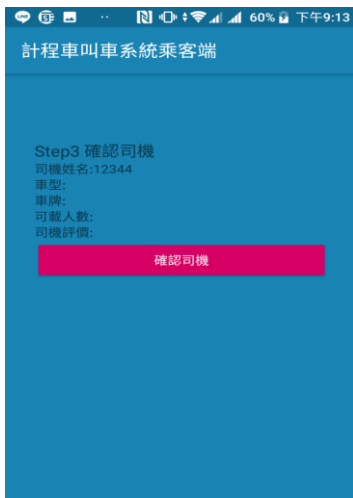 60% 下午9:13
計程車叫車系統乘客端
Step3 確認司機
司機姓名:12344
車型:
車牌:
可載人數:
司機評價:
確認司機